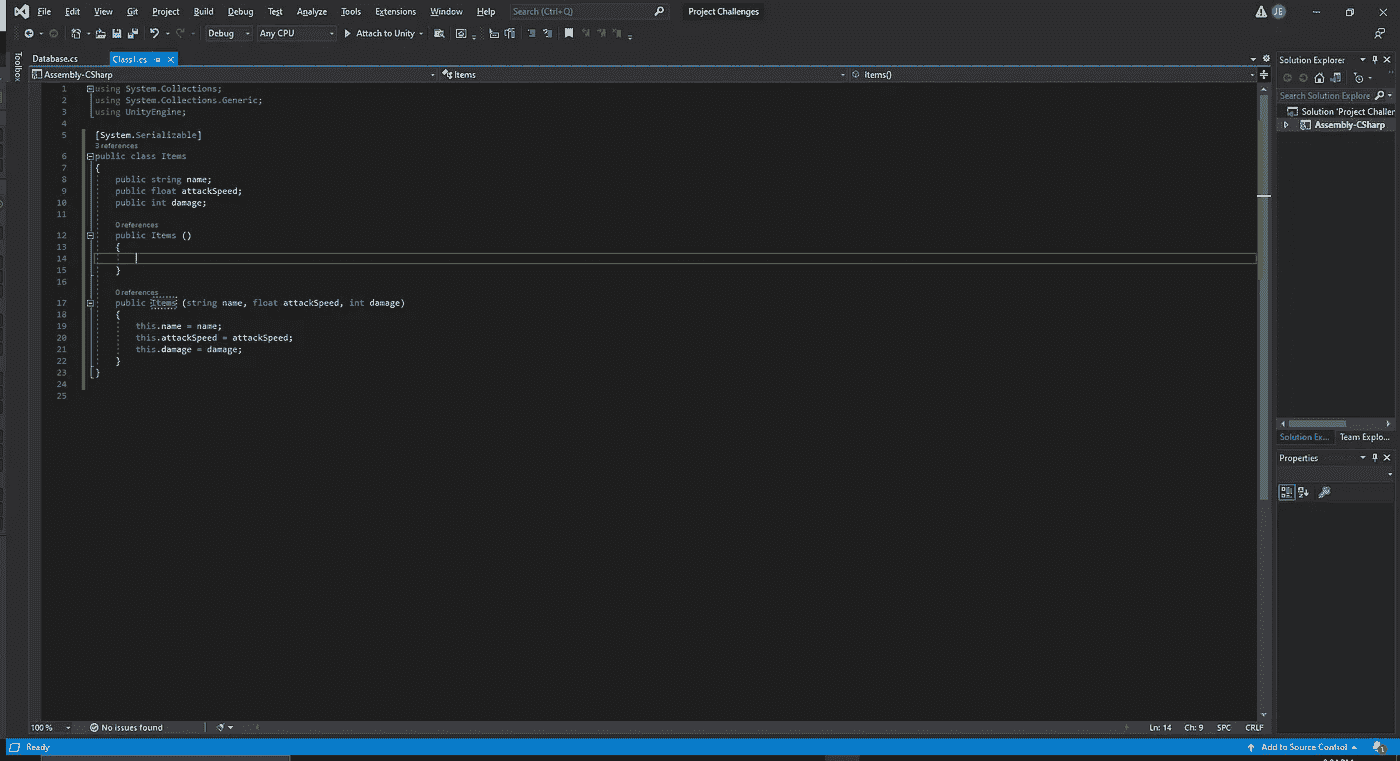 File Edit View Git Project Build Debug Test Analyze Tools Extensions Window Help Search (Ctrl+Q) Project Challenges JE
Debug Any CPU Attach to Unity
Toolbox
Database.cs Class1.cs
Assembly-CSharp Items Items()
1 using System.Collections;
2 using System.Collections.Generic;
3 using UnityEngine;
4
5 [System.Serializable]
3 references
6 public class Items
7 {
8 public string name;
9 public float attackSpeed;
10 public int damage;
11
0 references
12 public Items ()
13 {
14
15 }
16
0 references
17 public Items (string name, float attackSpeed, int damage)
18 {
19 this.name = name;
20 this.attackSpeed = attackSpeed;
21 this.damage = damage;
22 }
23 }
24
25
100 % No issues found Ln: 14 Ch: 9 SPC CRLF
Solution Explorer
Search Solution Explore
Solution 'Project Challer
Assembly-CSharp
Solution Ex... Team Explo...
Properties
Ready Add to Source Control 1